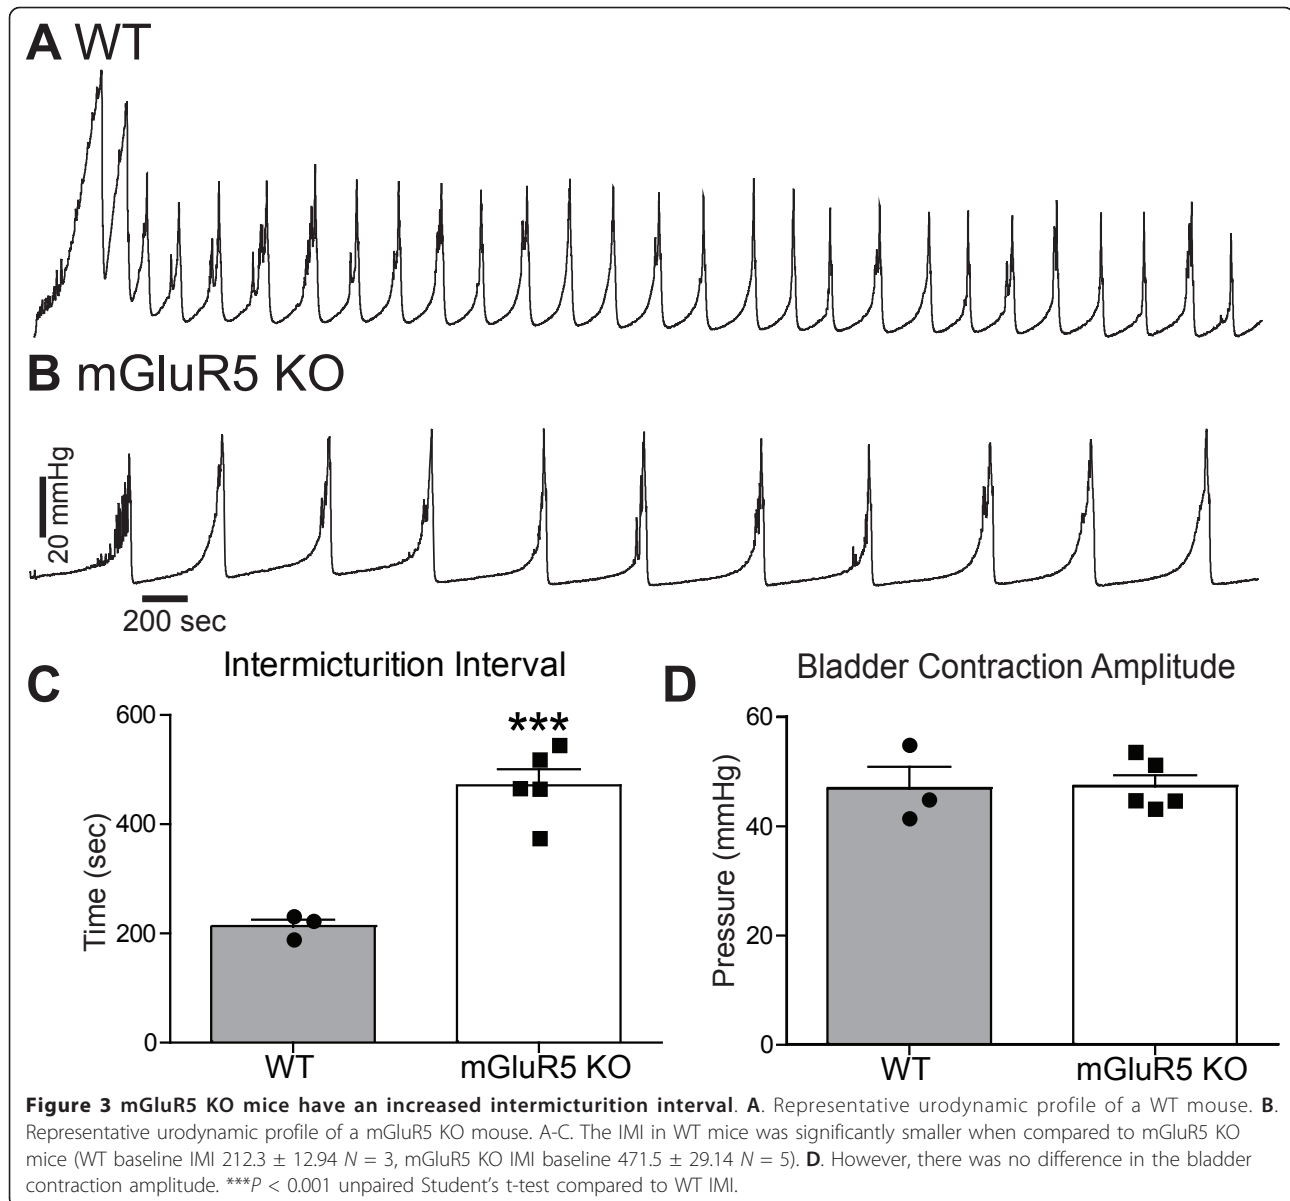 A WT
B mGluR5 KO
20 mmHg
200 sec
C
Intermicturition Interval
Time (sec)
600
400
200
0
***
WT
mGluR5 KO
D
Bladder Contraction Amplitude
Pressure (mmHg)
60
40
20
0
WT
mGluR5 KO
Figure 3 mGluR5 KO mice have an increased intermicturition interval. A. Representative urodynamic profile of a WT mouse. B.
Representative urodynamic profile of a mGluR5 KO mouse. A-C. The IMI in WT mice was significantly smaller when compared to mGluR5 KO
mice (WT baseline IMI 212.3 ± 12.94 N = 3, mGluR5 KO IMI baseline 471.5 ± 29.14 N = 5). D. However, there was no difference in the bladder
contraction amplitude. ***P < 0.001 unpaired Student's t-test compared to WT IMI.